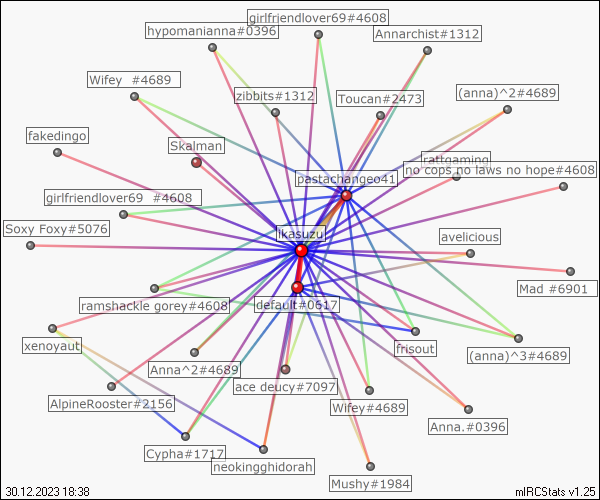 girlfriendlover69#4608
hypomanianna#0396
Annarchist#1312
Wifey #4689
(anna)^2#4689
zibbits#1312
Toucan#2473
fakedingo
Skalman
rattgaming
no cops no laws no hope#4608
pastachangeo41
girlfriendlover69 #4608
Soxy Foxy#5076
ikasuzu
avelicious
Mad #6901
ramshackle gorey#4608
default#0617
xenoyaut
frisout
(anna)^3#4689
Anna^2#4689
ace deucy#7097
AlpineRooster#2156
Wifey#4689
Anna.#0396
Cypha#1717
neokingghidorah
Mushy#1984
30.12.2023 18:38
mIRCStats v1.25